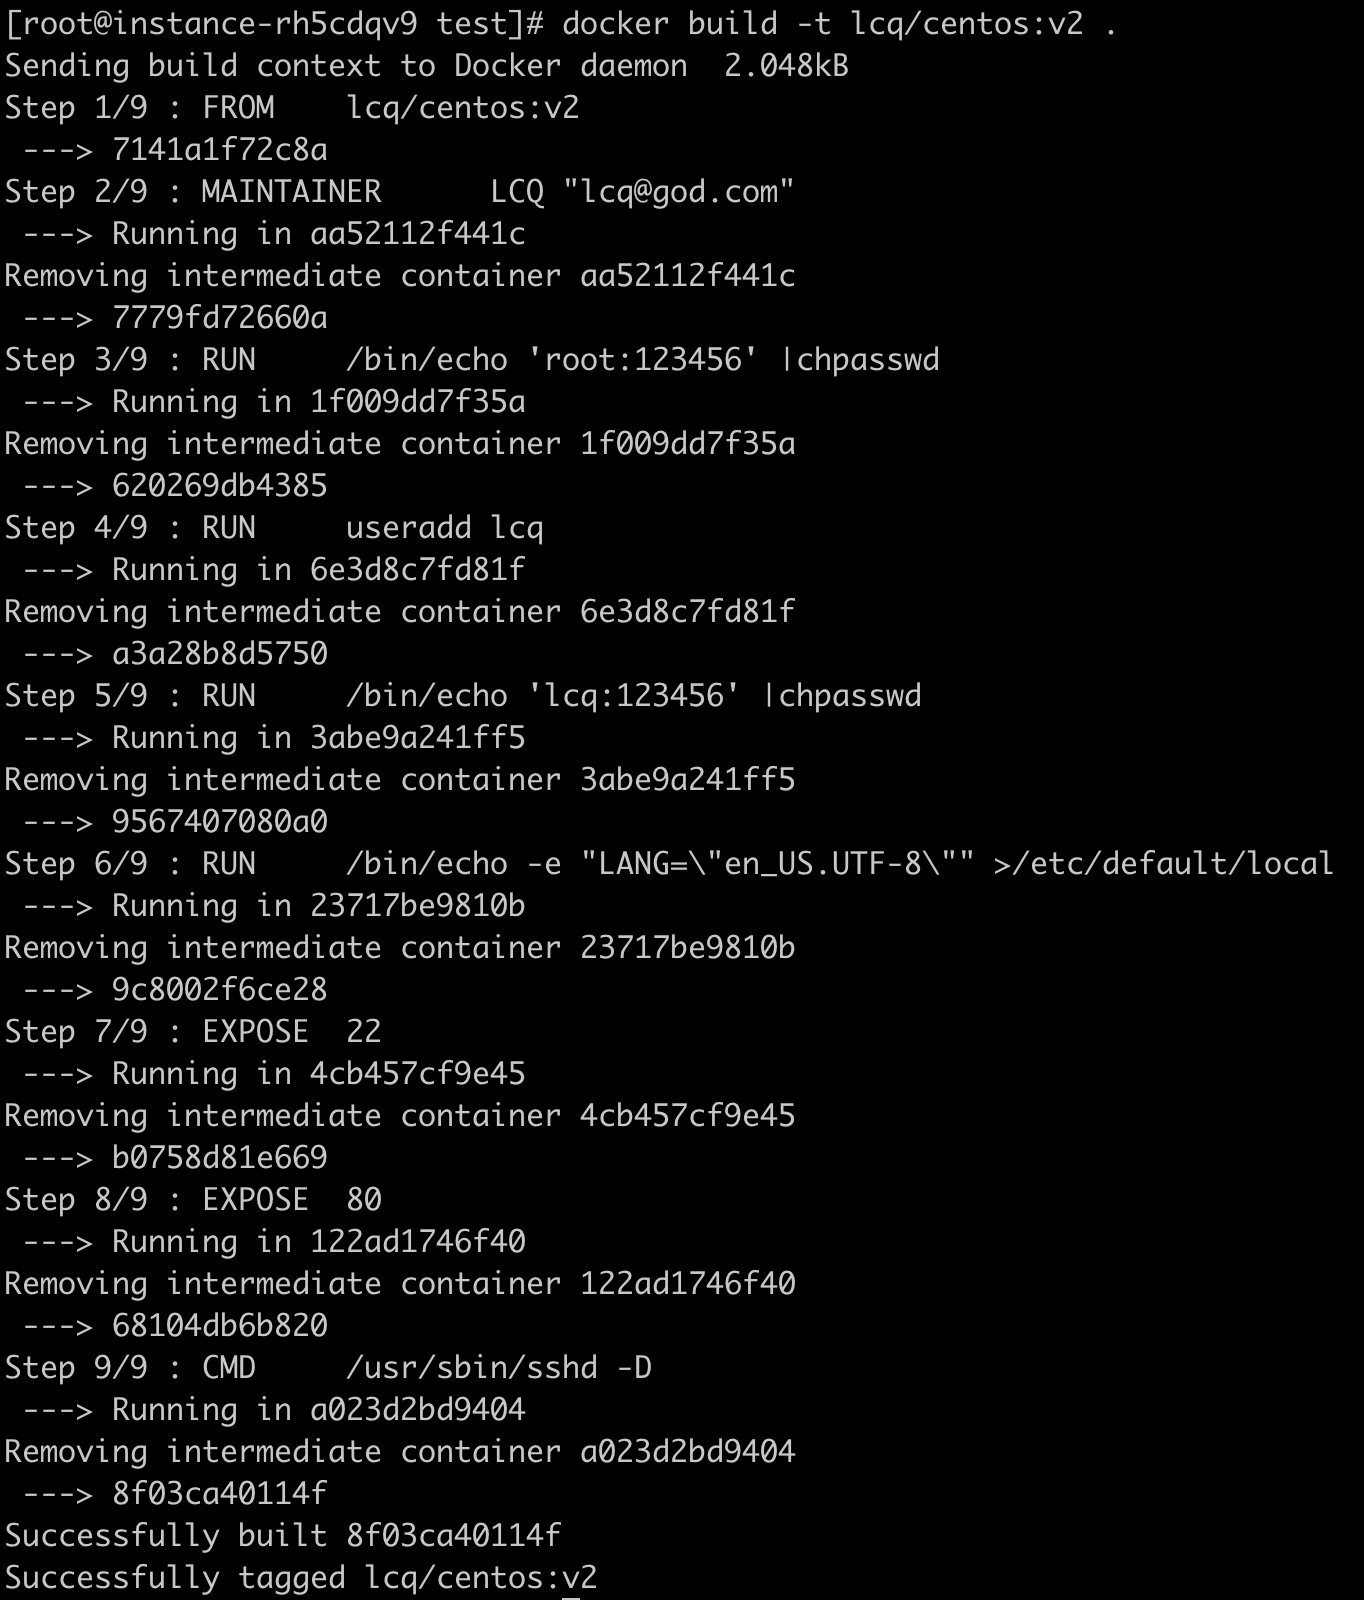 [root@instance-rh5cdqv9 test]# docker build -t lcq/centos:v2 .
Sending build context to Docker daemon  2.048kB
Step 1/9 : FROM    lcq/centos:v2
 ---> 7141a1f72c8a
Step 2/9 : MAINTAINER      LCQ "lcq@god.com"
 ---> Running in aa52112f441c
Removing intermediate container aa52112f441c
 ---> 7779fd72660a
Step 3/9 : RUN     /bin/echo 'root:123456' |chpasswd
 ---> Running in 1f009dd7f35a
Removing intermediate container 1f009dd7f35a
 ---> 620269db4385
Step 4/9 : RUN     useradd lcq
 ---> Running in 6e3d8c7fd81f
Removing intermediate container 6e3d8c7fd81f
 ---> a3a28b8d5750
Step 5/9 : RUN     /bin/echo 'lcq:123456' |chpasswd
 ---> Running in 3abe9a241ff5
Removing intermediate container 3abe9a241ff5
 ---> 9567407080a0
Step 6/9 : RUN     /bin/echo -e "LANG=\"en_US.UTF-8\"" >/etc/default/local
 ---> Running in 23717be9810b
Removing intermediate container 23717be9810b
 ---> 9c8002f6ce28
Step 7/9 : EXPOSE  22
 ---> Running in 4cb457cf9e45
Removing intermediate container 4cb457cf9e45
 ---> b0758d81e669
Step 8/9 : EXPOSE  80
 ---> Running in 122ad1746f40
Removing intermediate container 122ad1746f40
 ---> 68104db6b820
Step 9/9 : CMD     /usr/sbin/sshd -D
 ---> Running in a023d2bd9404
Removing intermediate container a023d2bd9404
 ---> 8f03ca40114f
Successfully built 8f03ca40114f
Successfully tagged lcq/centos:v2